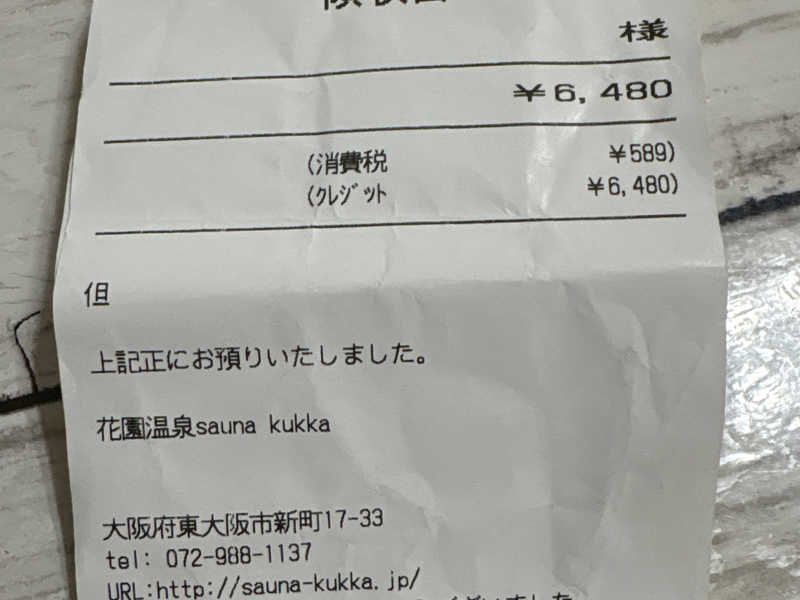 様
¥6,480
(消費税 ¥589)
(ｸﾚｼﾞｯﾄ ¥6,480)
但
上記正にお預りいたしました。
花園温泉sauna kukka
大阪府東大阪市新町17-33
tel: 072-988-1137
URL:http://sauna-kukka.jp/